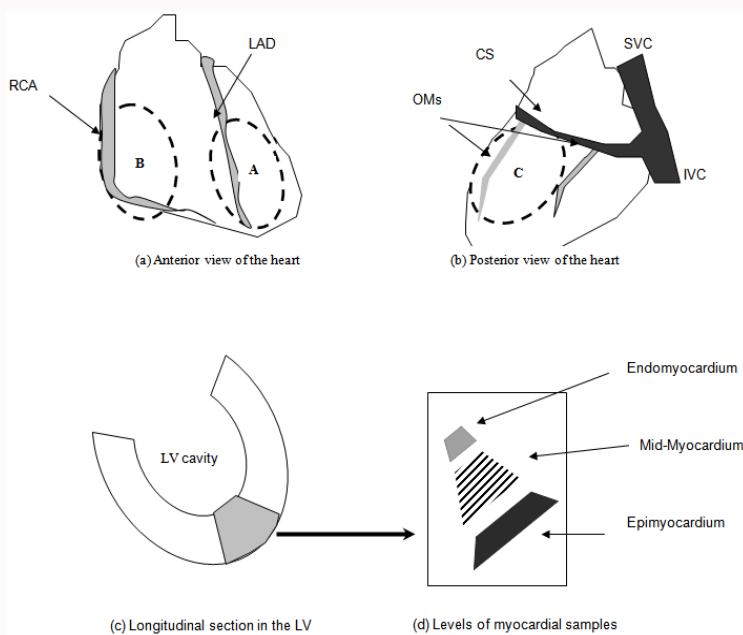 LAD
RCA
B
A
(a) Anterior view of the heart
SVC
CS
OMs
C
IVC
(b) Posterior view of the heart
LV cavity
(c) Longitudinal section in the LV
Endomyocardium
Mid-Myocardium
Epimyocardium
(d) Levels of myocardial samples